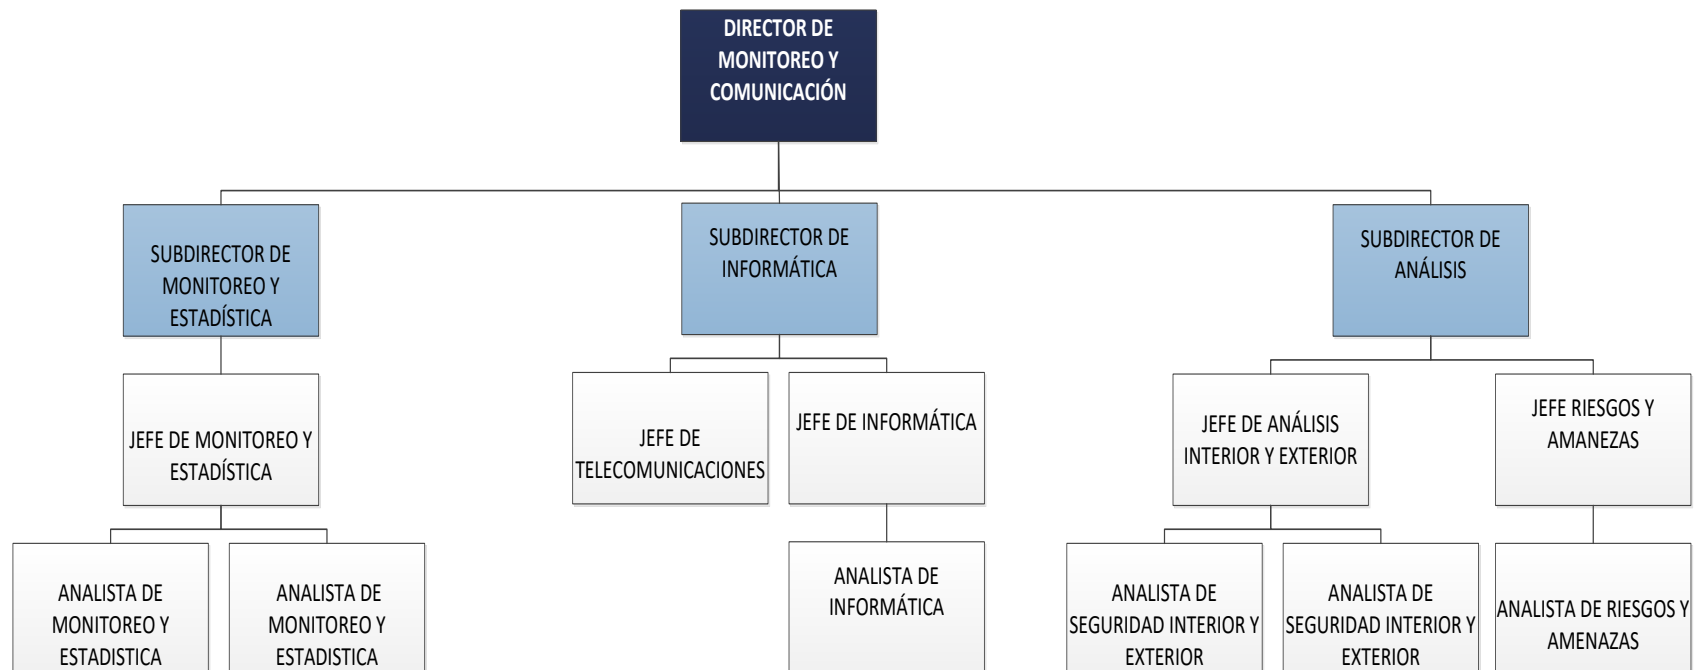 DIRECTOR DE
MONITOREO Y
COMUNICACIÓN
SUBDIRECTOR DE
MONITOREO Y
ESTADÍSTICA
SUBDIRECTOR DE
INFORMÁTICA
SUBDIRECTOR DE
ANÁLISIS
JEFE DE MONITOREO Y
ESTADÍSTICA
JEFE DE
TELECOMUNICACIONES
JEFE DE INFORMÁTICA
JEFE DE ANÁLISIS
INTERIOR Y EXTERIOR
JEFE RIESGOS Y
AMANEZAS
ANALISTA DE
MONITOREO Y
ESTADISTICA
ANALISTA DE
MONITOREO Y
ESTADISTICA
ANALISTA DE
INFORMÁTICA
ANALISTA DE
SEGURIDAD INTERIOR Y
EXTERIOR
ANALISTA DE
SEGURIDAD INTERIOR Y
EXTERIOR
ANALISTA DE RIESGOS Y
AMENAZAS